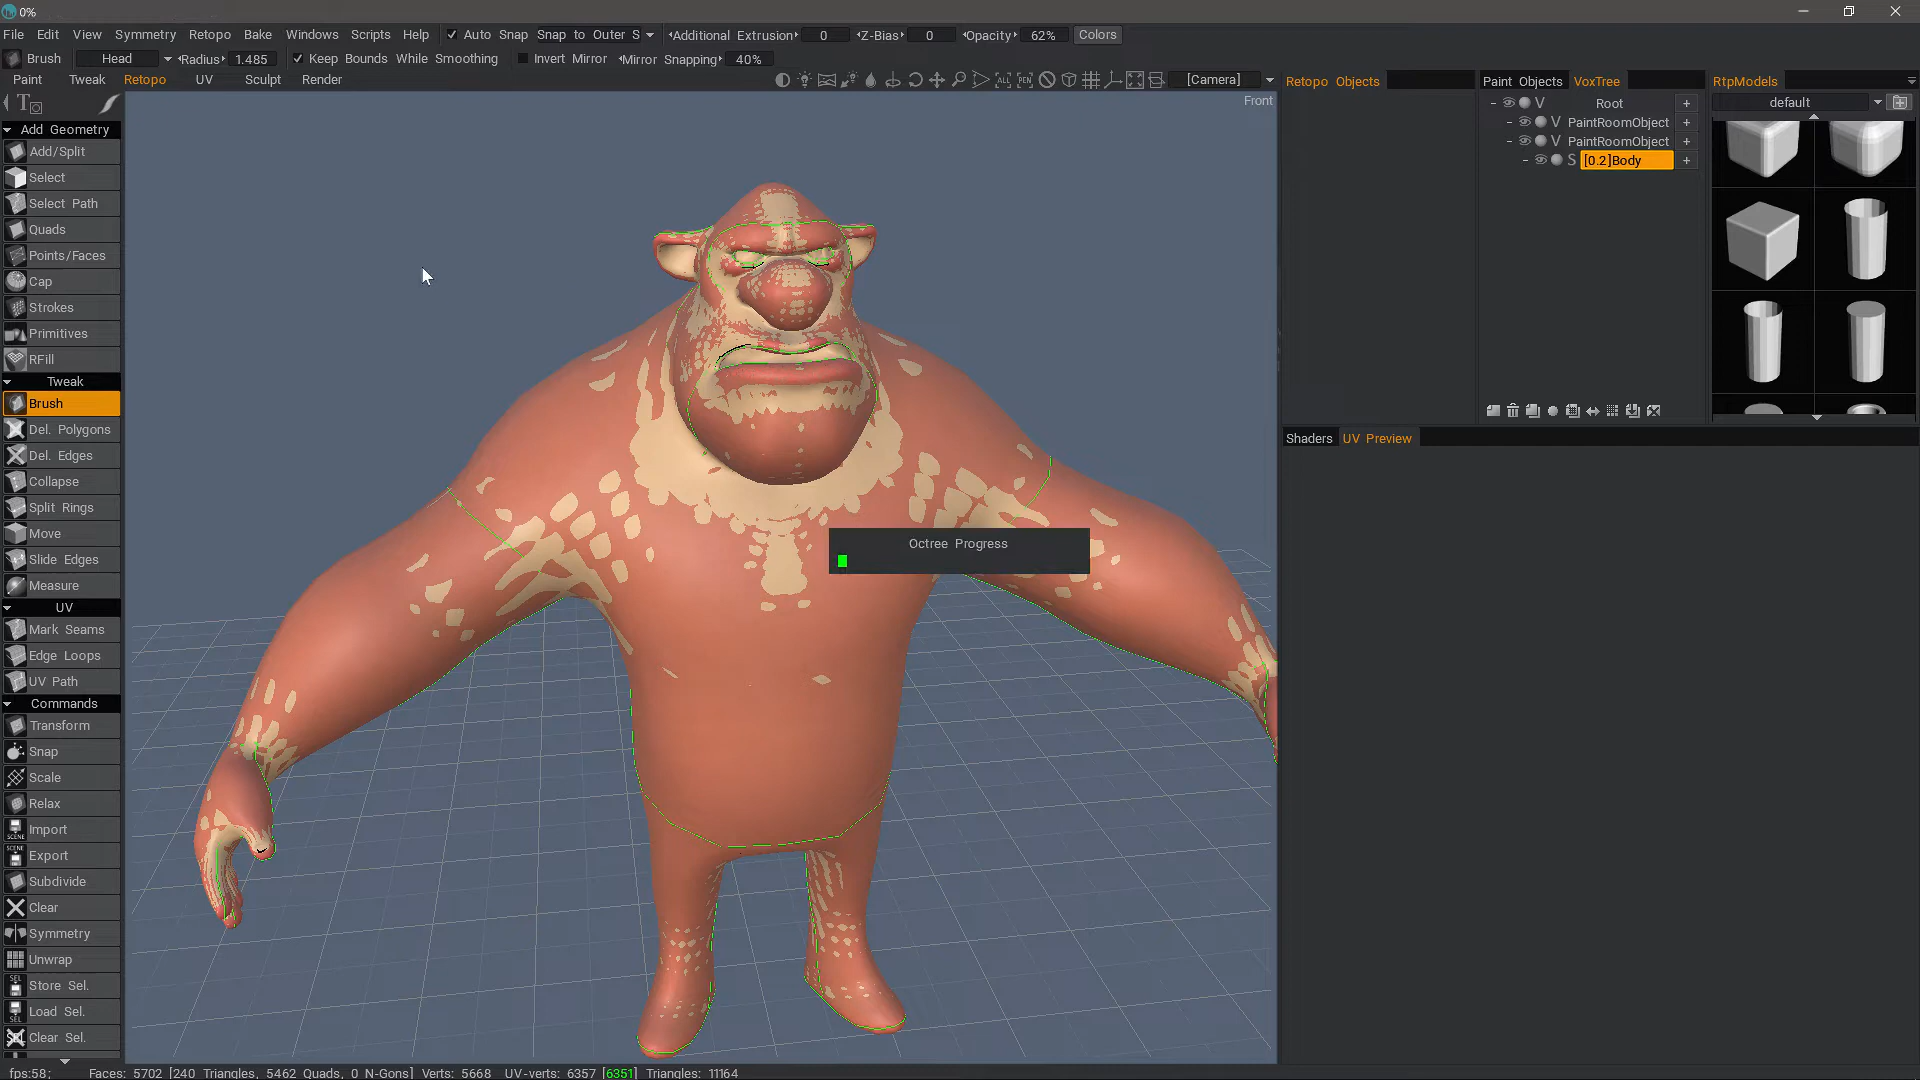 0%
File Edit View Symmetry Retopo Bake Windows Scripts Help Auto Snap Snap to Outer S Additional Extrusion 0 Z-Bias 0 Opacity 62% Colors
Brush Head Radius 1.485 Keep Bounds While Smoothing Invert Mirror Mirror Snapping 40%
Paint Tweak Retopo UV Sculpt Render [Camera]
Front
Add Geometry
Add/Split
Select
Select Path
Quads
Points/Faces
Cap
Strokes
Primitives
RFill
Tweak
Brush
Del. Polygons
Del. Edges
Collapse
Split Rings
Move
Slide Edges
Measure
UV
Mark Seams
Edge Loops
UV Path
Commands
Transform
Snap
Scale
Relax
SCENE Import
SCENE Export
Subdivide
Clear
Symmetry
Unwrap
SEL Store Sel.
SEL Load Sel.
SEL Clear Sel.
Octree Progress
Retopo Objects
Paint Objects VoxTree
V Root +
V PaintRoomObject +
V PaintRoomObject +
S [0.2]Body +
RtpModels
default
Shaders UV Preview
fps:58; Faces: 5702 [240 Triangles, 5462 Quads, 0 N-Gons] Verts: 5668 UV-verts: 6357 [6351] Triangles: 11164